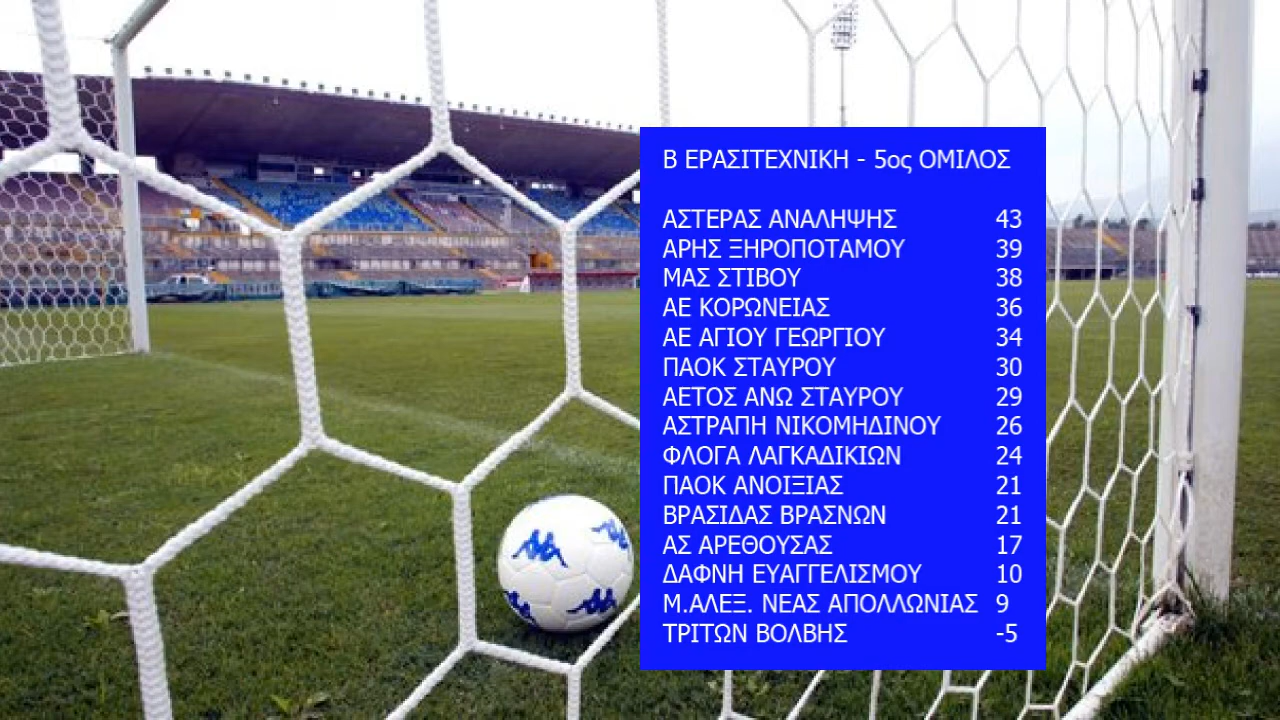 Β ΕΡΑΣΙΤΕΧΝΙΚΗ - 5ος ΟΜΙΛΟΣ
ΑΣΤΕΡΑΣ ΑΝΑΛΗΨΗΣ 43
ΑΡΗΣ ΞΗΡΟΠΟΤΑΜΟΥ 39
ΜΑΣ ΣΤΙΒΟΥ 38
ΑΕ ΚΟΡΩΝΕΙΑΣ 36
ΑΕ ΑΓΙΟΥ ΓΕΩΡΓΙΟΥ 34
ΠΑΟΚ ΣΤΑΥΡΟΥ 30
ΑΕΤΟΣ ΑΝΩ ΣΤΑΥΡΟΥ 29
ΑΣΤΡΑΠΗ ΝΙΚΟΜΗΔΙΝΟΥ 26
ΦΛΟΓΑ ΛΑΓΚΑΔΙΚΙΩΝ 24
ΠΑΟΚ ΑΝΟΙΞΙΑΣ 21
ΒΡΑΣΙΔΑΣ ΒΡΑΣΝΩΝ 21
ΑΣ ΑΡΕΘΟΥΣΑΣ 17
ΔΑΦΝΗ ΕΥΑΓΓΕΛΙΣΜΟΥ 10
Μ.ΑΛΕΞ. ΝΕΑΣ ΑΠΟΛΛΩΝΙΑΣ 9
ΤΡΙΤΩΝ ΒΟΛΒΗΣ -5